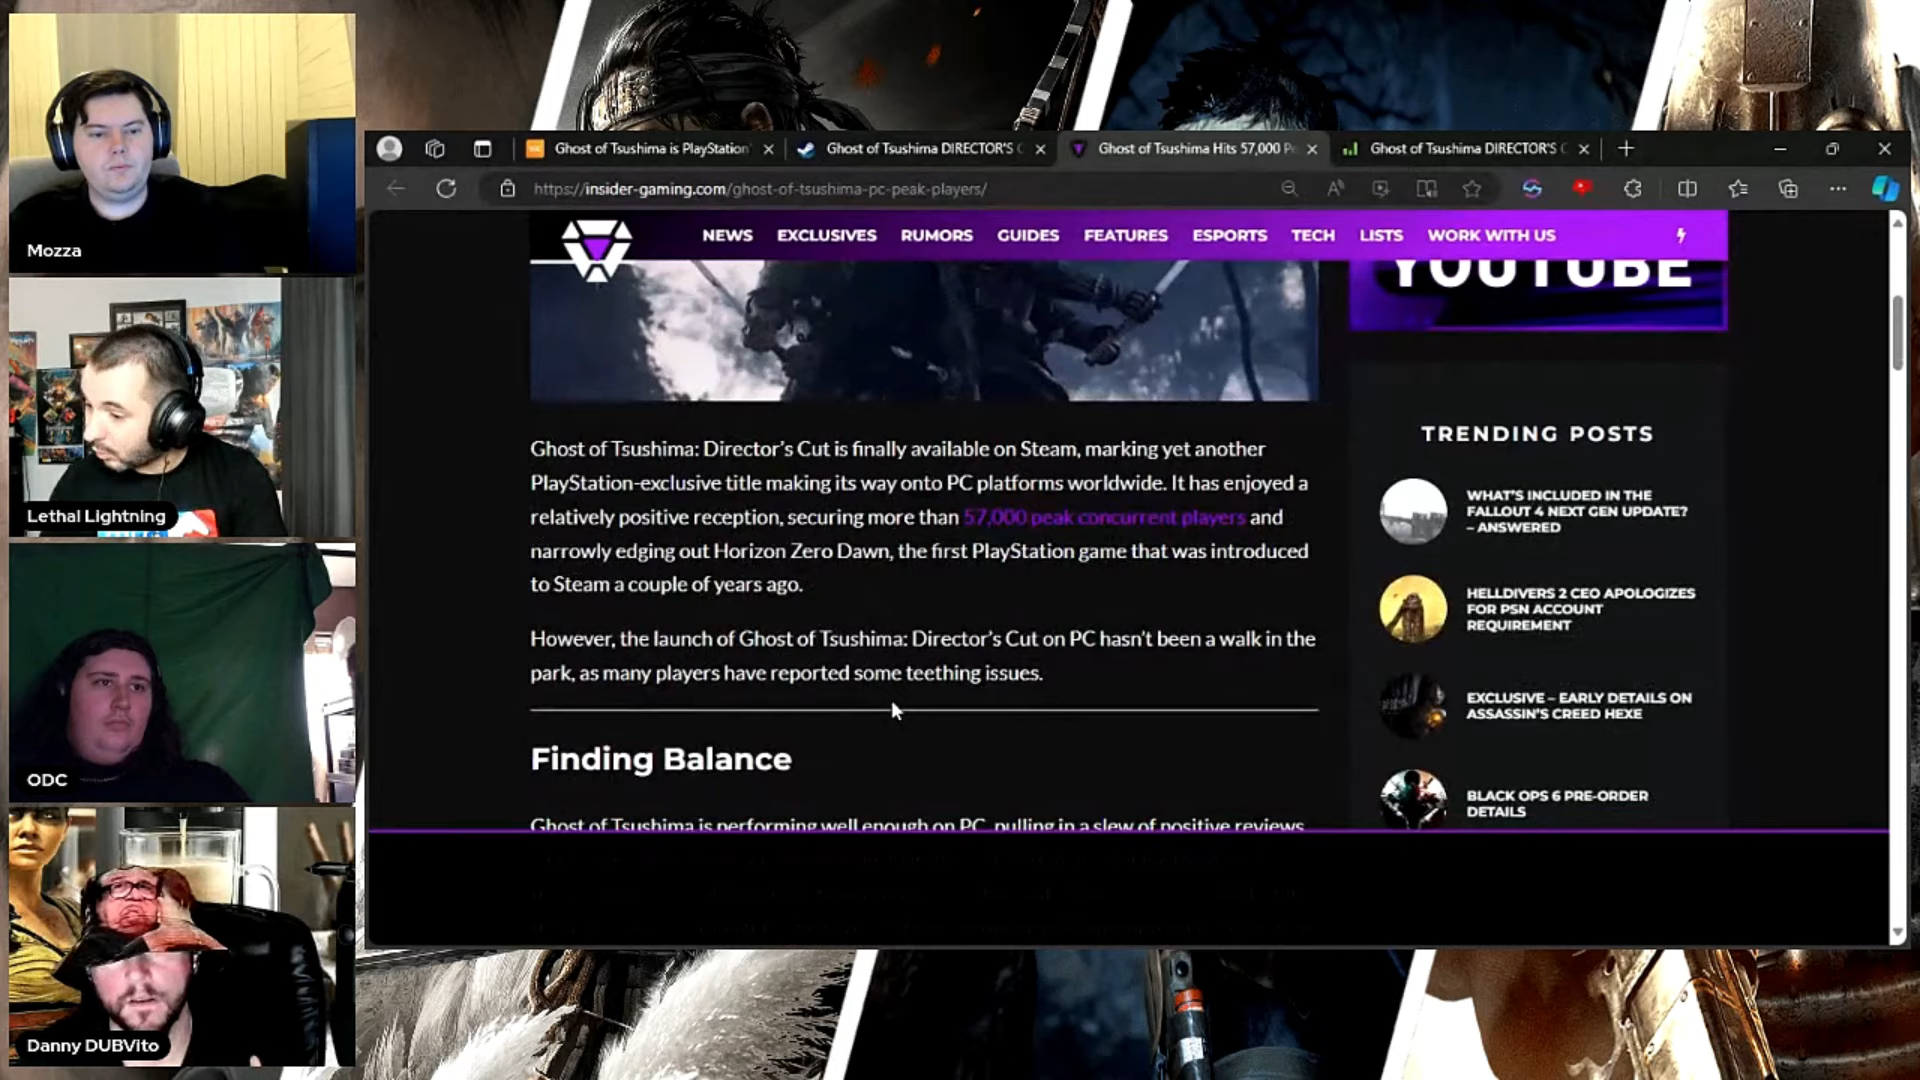 Mozza
Lethal Lightning
ODC
Danny DUBVito
Ghost of Tsushima is PlayStation
Ghost of Tsushima DIRECTOR'S C
Ghost of Tsushima Hits 57,000 Pe
Ghost of Tsushima DIRECTOR'S C
https://insider-gaming.com/ghost-of-tsushima-pc-peak-players/
NEWS EXCLUSIVES RUMORS GUIDES FEATURES ESPORTS TECH LISTS WORK WITH US
YOUTUBE
Ghost of Tsushima: Director's Cut is finally available on Steam, marking yet another
PlayStation-exclusive title making its way onto PC platforms worldwide. It has enjoyed a
relatively positive reception, securing more than 57,000 peak concurrent players and
narrowly edging out Horizon Zero Dawn, the first PlayStation game that was introduced
to Steam a couple of years ago.
However, the launch of Ghost of Tsushima: Director's Cut on PC hasn't been a walk in the
park, as many players have reported some teething issues.
Finding Balance
Ghost of Tsushima is performing well enough on PC, pulling in a slew of positive reviews
TRENDING POSTS
WHAT'S INCLUDED IN THE
FALLOUT 4 NEXT GEN UPDATE?
– ANSWERED
HELLDIVERS 2 CEO APOLOGIZES
FOR PSN ACCOUNT
REQUIREMENT
EXCLUSIVE – EARLY DETAILS ON
ASSASSIN'S CREED HEXE
BLACK OPS 6 PRE-ORDER
DETAILS